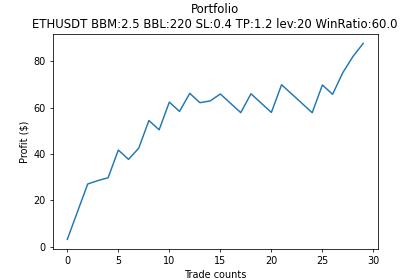 Portfolio
ETHUSDT BBM:2.5 BBL:220 SL:0.4 TP:1.2 lev:20 WinRatio:60.0
80
60
40
20
0
Profit ($)
0 5 10 15 20 25 30
Trade counts